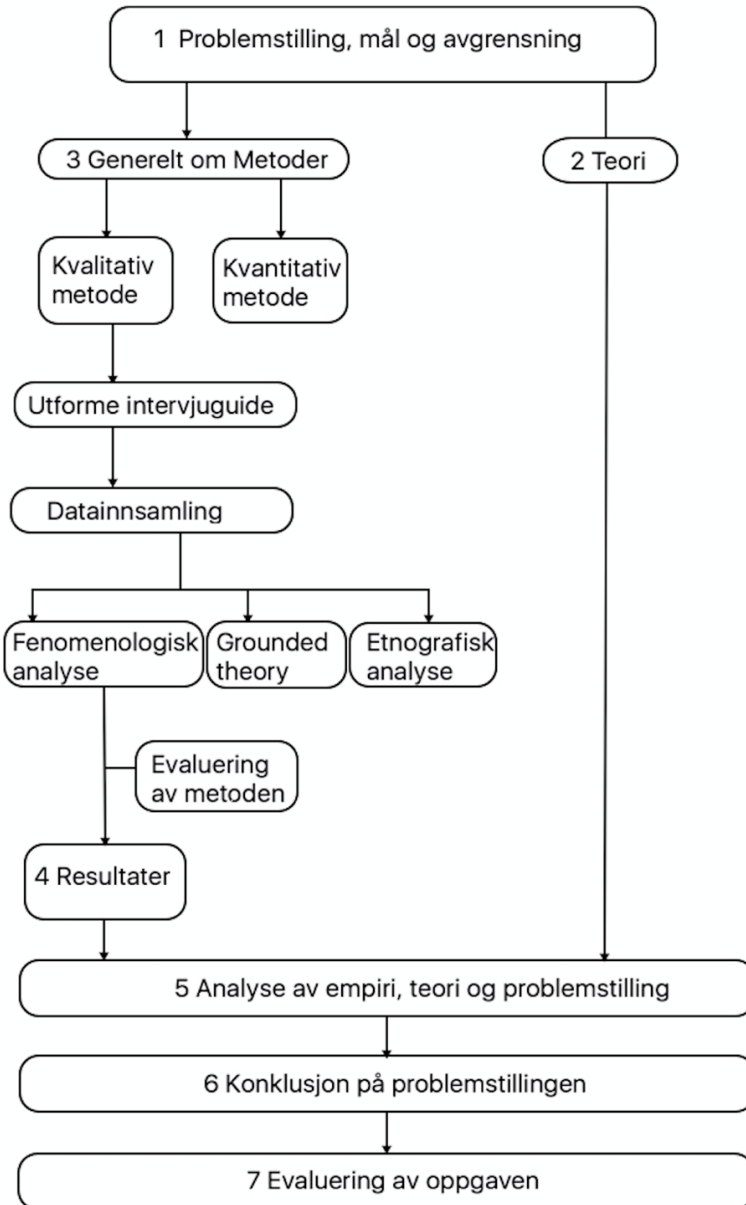 1 Problemstilling, mål og avgrensning
3 Generelt om Metoder
2 Teori
Kvalitativ
metode
Kvantitativ
metode
Utforme intervjuguide
Datainnsamling
Fenomenologisk
analyse
Grounded
theory
Etnografisk
analyse
Evaluering
av metoden
4 Resultater
5 Analyse av empiri, teori og problemstilling
6 Konklusjon på problemstillingen
7 Evaluering av oppgaven